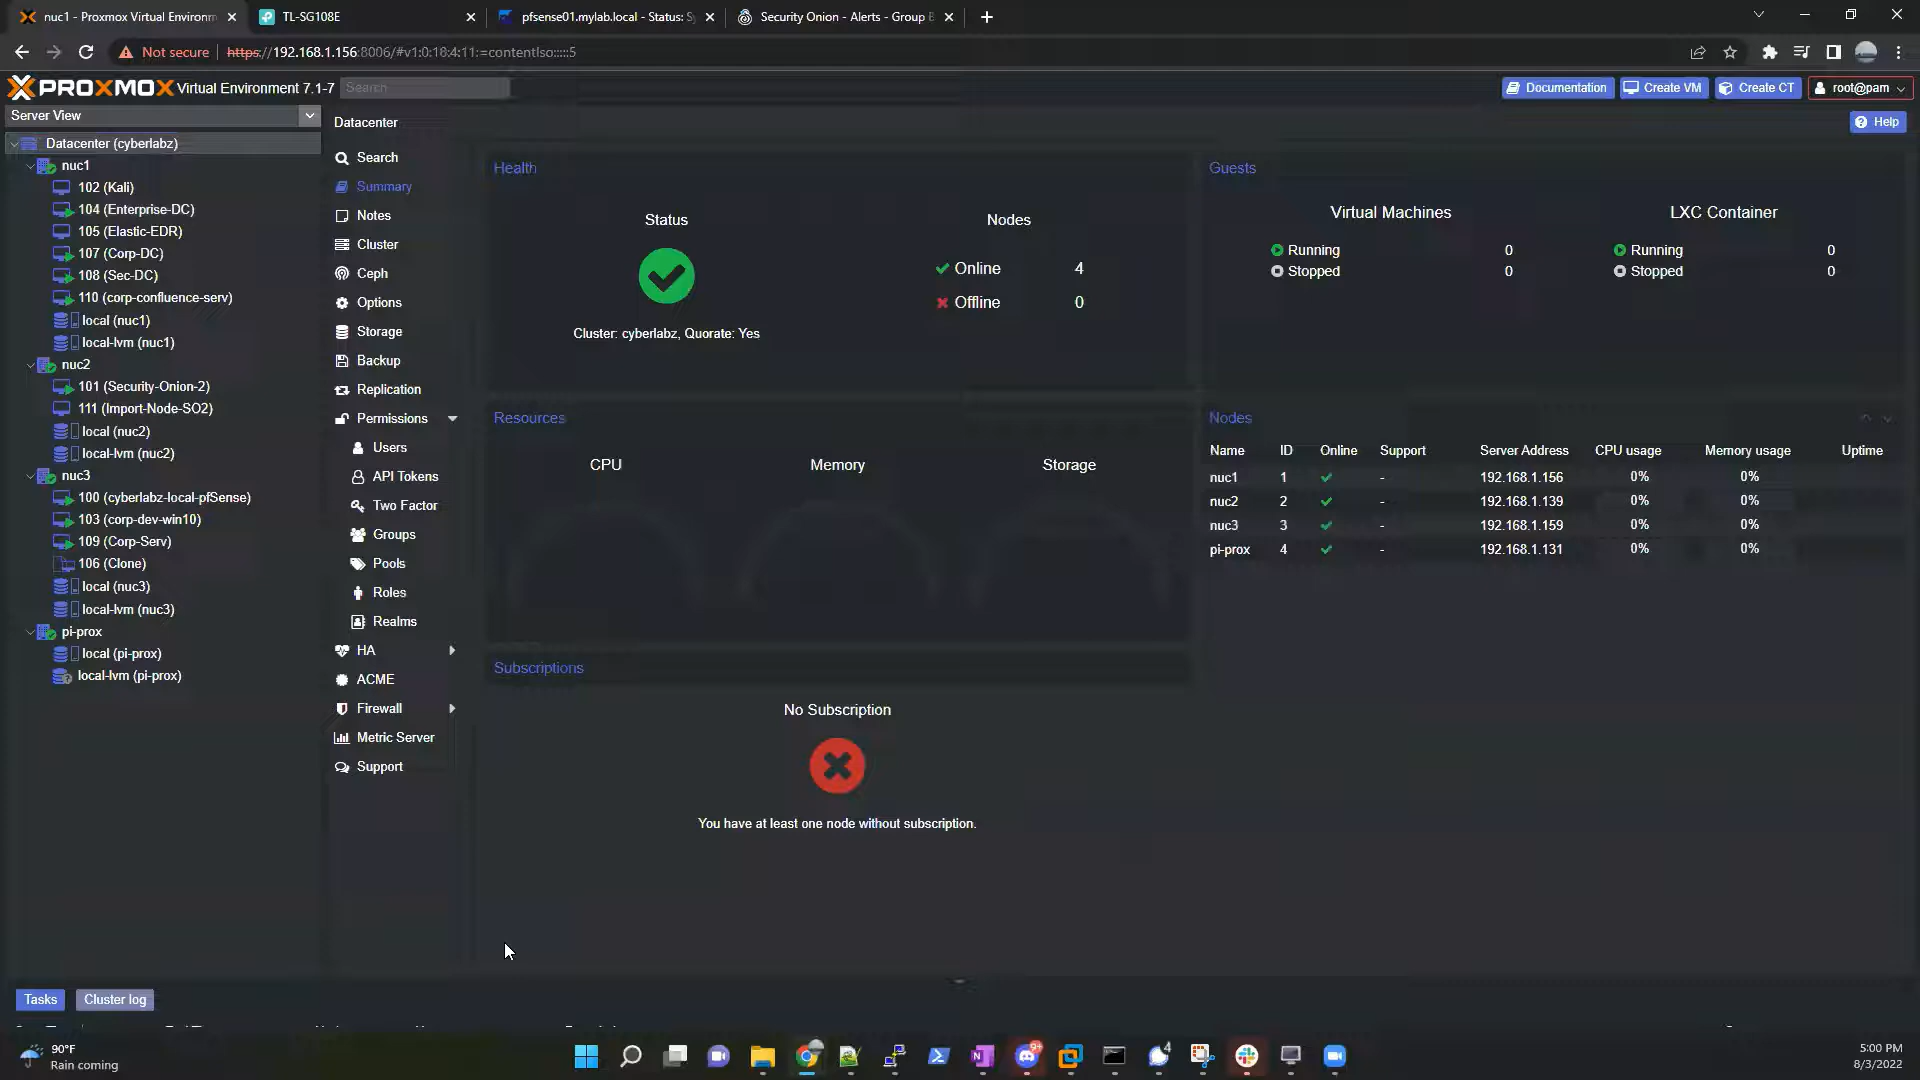 nuc1 - Proxmox Virtual Environm
TL-SG108E
pfsense01.mylab.local - Status: S
Security Onion - Alerts - Group
Not secure
https://192.168.1.156:8006/#v1:0:18:4:11:=contentIso:::::5
PROXMOX Virtual Environment 7.1-7
Search
Documentation
Create VM
Create CT
root@pam
Server View
Datacenter
Help
Datacenter (cyberlabz)
nuc1
102 (Kali)
104 (Enterprise-DC)
105 (Elastic-EDR)
107 (Corp-DC)
108 (Sec-DC)
110 (corp-confluence-serv)
local (nuc1)
local-lvm (nuc1)
nuc2
101 (Security-Onion-2)
111 (Import-Node-SO2)
local (nuc2)
local-lvm (nuc2)
nuc3
100 (cyberlabz-local-pfSense)
103 (corp-dev-win10)
109 (Corp-Serv)
106 (Clone)
local (nuc3)
local-lvm (nuc3)
pi-prox
local (pi-prox)
local-lvm (pi-prox)
Search
Summary
Notes
Cluster
Ceph
Options
Storage
Backup
Replication
Permissions
Users
API Tokens
Two Factor
Groups
Pools
Roles
Realms
HA
ACME
Firewall
Metric Server
Support
Health
Status
Nodes
Online 4
Offline 0
Cluster: cyberlabz, Quorate: Yes
Guests
Virtual Machines
LXC Container
Running 0
Stopped 0
Running 0
Stopped 0
Resources
CPU
Memory
Storage
Nodes
Name ID Online Support Server Address CPU usage Memory usage Uptime
nuc1 1 - 192.168.1.156 0% 0%
nuc2 2 - 192.168.1.139 0% 0%
nuc3 3 - 192.168.1.159 0% 0%
pi-prox 4 - 192.168.1.131 0% 0%
Subscriptions
No Subscription
You have at least one node without subscription.
Tasks
Cluster log
90°F
Rain coming
9+
4
5:00 PM
8/3/2022